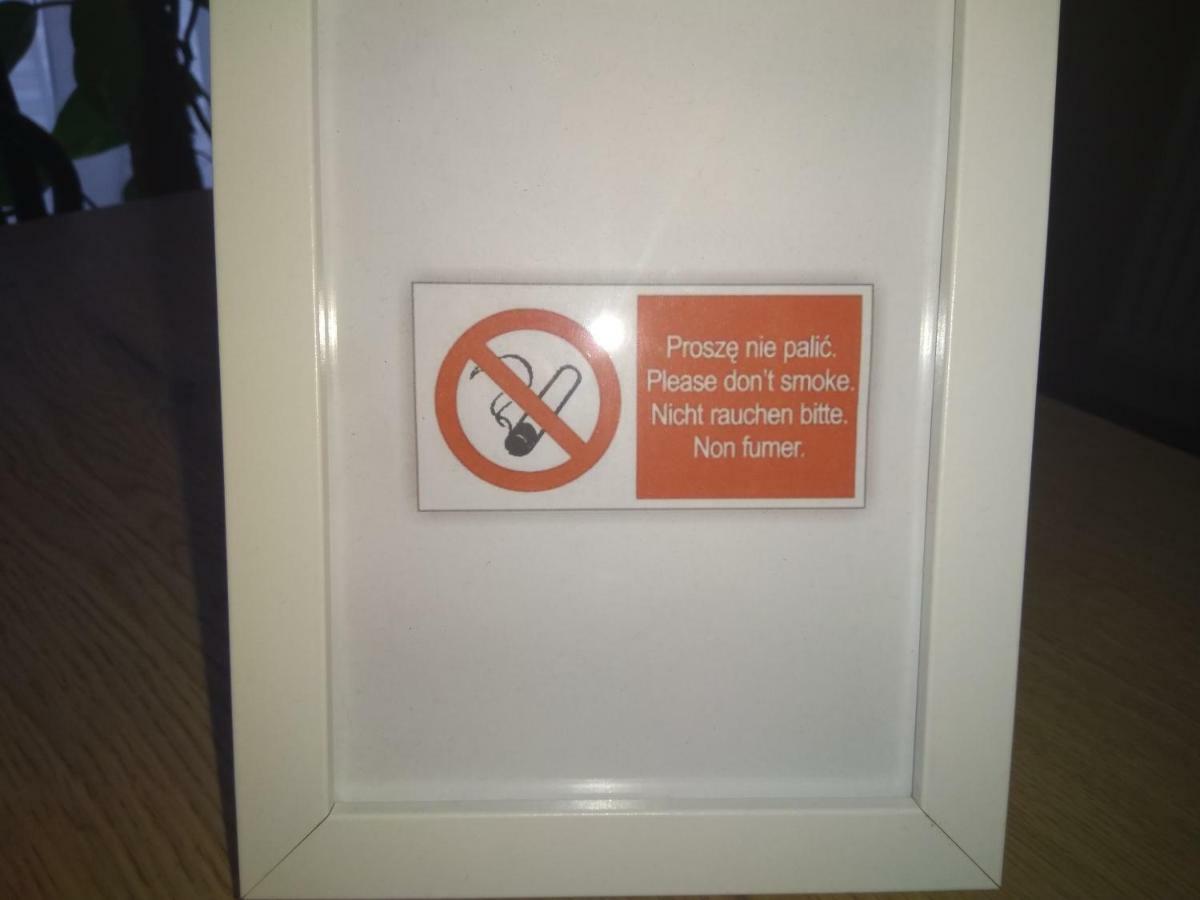 Proszę nie palić.
Please don't smoke.
Nicht rauchen bitte.
Non fumer.